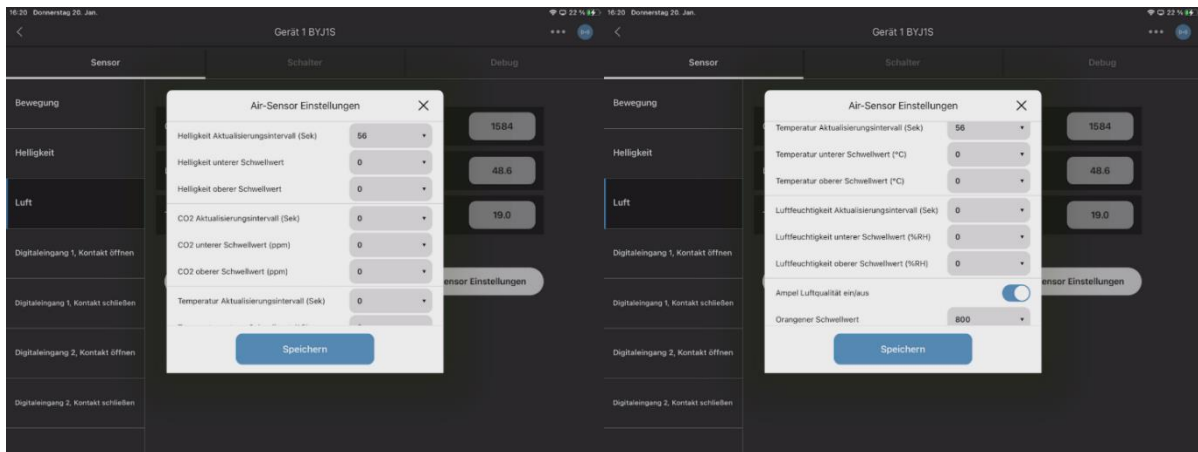 16:20 Donnerstag 20. Jan.
22 %
Gerät 1 BYJ1S
Sensor
Schalter
Debug
Bewegung
Helligkeit
Luft
Digitaleingang 1, Kontakt öffnen
Digitaleingang 1, Kontakt schließen
Digitaleingang 2, Kontakt öffnen
Digitaleingang 2, Kontakt schließen
Air-Sensor Einstellungen
Helligkeit Aktualisierungsintervall (Sek) 56
Helligkeit unterer Schwellwert 0
Helligkeit oberer Schwellwert 0
CO2 Aktualisierungsintervall (Sek) 0
CO2 unterer Schwellwert (ppm) 0
CO2 oberer Schwellwert (ppm) 0
Temperatur Aktualisierungsintervall (Sek) 0
Speichern
1584
48.6
19.0
ensor Einstellungen
16:20 Donnerstag 20. Jan.
22 %
Gerät 1 BYJ1S
Sensor
Schalter
Debug
Bewegung
Helligkeit
Luft
Digitaleingang 1, Kontakt öffnen
Digitaleingang 1, Kontakt schließen
Digitaleingang 2, Kontakt öffnen
Digitaleingang 2, Kontakt schließen
Air-Sensor Einstellungen
Temperatur Aktualisierungsintervall (Sek) 56
Temperatur unterer Schwellwert (°C) 0
Temperatur oberer Schwellwert (°C) 0
Luftfeuchtigkeit Aktualisierungsintervall (Sek) 0
Luftfeuchtigkeit unterer Schwellwert (%RH) 0
Luftfeuchtigkeit oberer Schwellwert (%RH) 0
Ampel Luftqualität ein/aus
Orangener Schwellwert 800
Speichern
1584
48.6
19.0
ensor Einstellungen